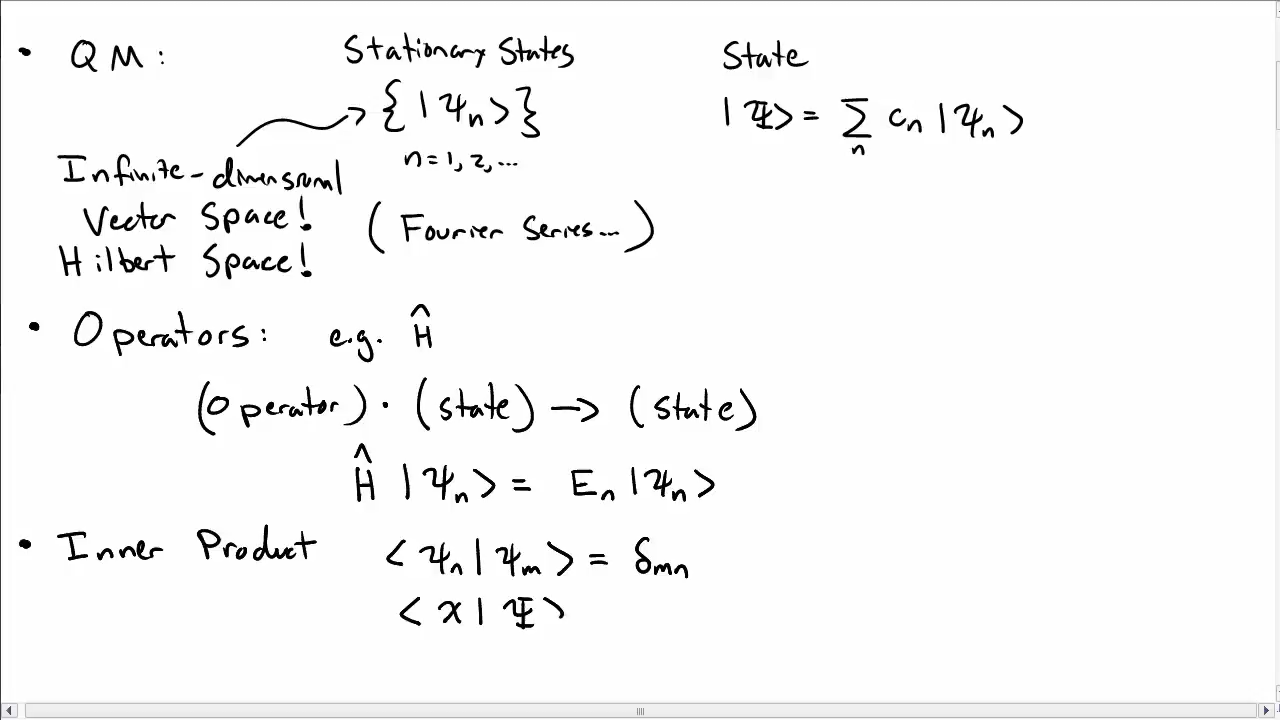 • QM: Stationary States State
{|ψₙ>} |Ψ> = Σₙ cₙ |ψₙ>
n = 1, 2, ...
Infinite-dimensional
Vector Space! (Fourier Series...)
Hilbert Space!
• Operators: e.g. Ĥ
(Operator) · (state) → (state)
Ĥ |ψₙ> = Eₙ |ψₙ>
• Inner Product <ψₙ|ψₘ> = δₘₙ
<x|Ψ>